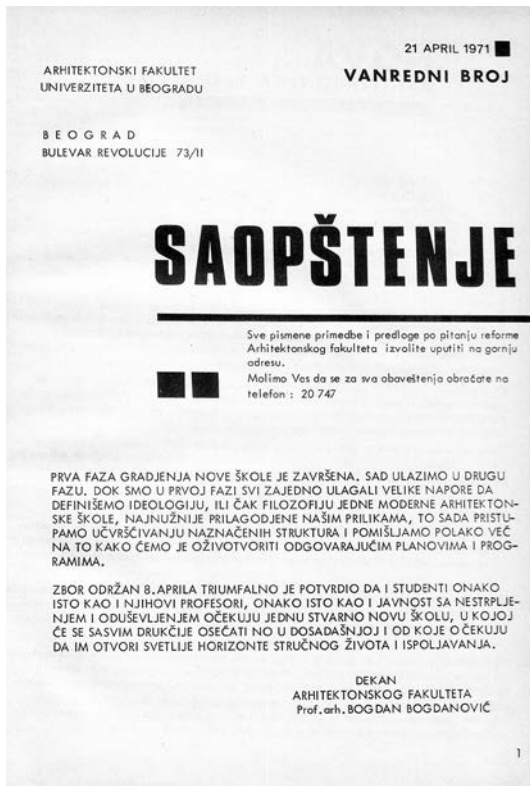 21 APRIL 1971
ARHITEKTONSKI FAKULTET
UNIVERZITETA U BEOGRADU
VANREDNI BROJ
BEOGRAD
BULEVAR REVOLUCIJE 73/II
SAOPŠTENJE
Sve pismene primedbe i predloge po pitanju reforme
Arhitektonskog fakulteta izvolite uputiti na gornju
adresu.
Molimo Vas da se za sva obaveštenja obraćate na
telefon : 20 747
PRVA FAZA GRADJENJA NOVE ŠKOLE JE ZAVRŠENA. SAD ULAZIMO U DRUGU
FAZU. DOK SMO U PRVOJ FAZI SVI ZAJEDNO ULAGALI VELIKE NAPORE DA
DEFINIŠEMO IDEOLOGIJU, ILI ČAK FILOZOFIJU JEDNE MODERNE ARHITEKTON-
SKE ŠKOLE, NAJNUŽNIJE PRILAGODJENE NAŠIM PRILIKAMA, TO SADA PRISTU-
PAMO UČVRŠĆIVANJU NAZNAČENIH STRUKTURA I POMIŠLJAMO POLAKO VEĆ
NA TO KAKO ĆEMO JE OŽIVOTVORITI ODGOVARAJUĆIM PLANOVIMA I PROG-
RAMIMA.
ZBOR ODRŽAN 8.APRILA TRIUMFALNO JE POTVRDIO DA I STUDENTI ONAKO
ISTO KAO I NJIHOVI PROFESORI, ONAKO ISTO KAO I JAVNOST SA NESTRPLJE-
NJEM I ODUŠEVLJENJEM OČEKUJU JEDNU STVARNO NOVU ŠKOLU, U KOJOJ
ĆE SE SASVIM DRUKČIJE OSEĆATI NO U DOSADAŠNJOJ I OD KOJE OČEKUJU
DA IM OTVORI SVETLIJE HORIZONTE STRUČNOG ŽIVOTA I ISPOLJAVANJA.
DEKAN
ARHITEKTONSKOG FAKULTETA
Prof.arh.BOGDAN BOGDANOVIĆ
1